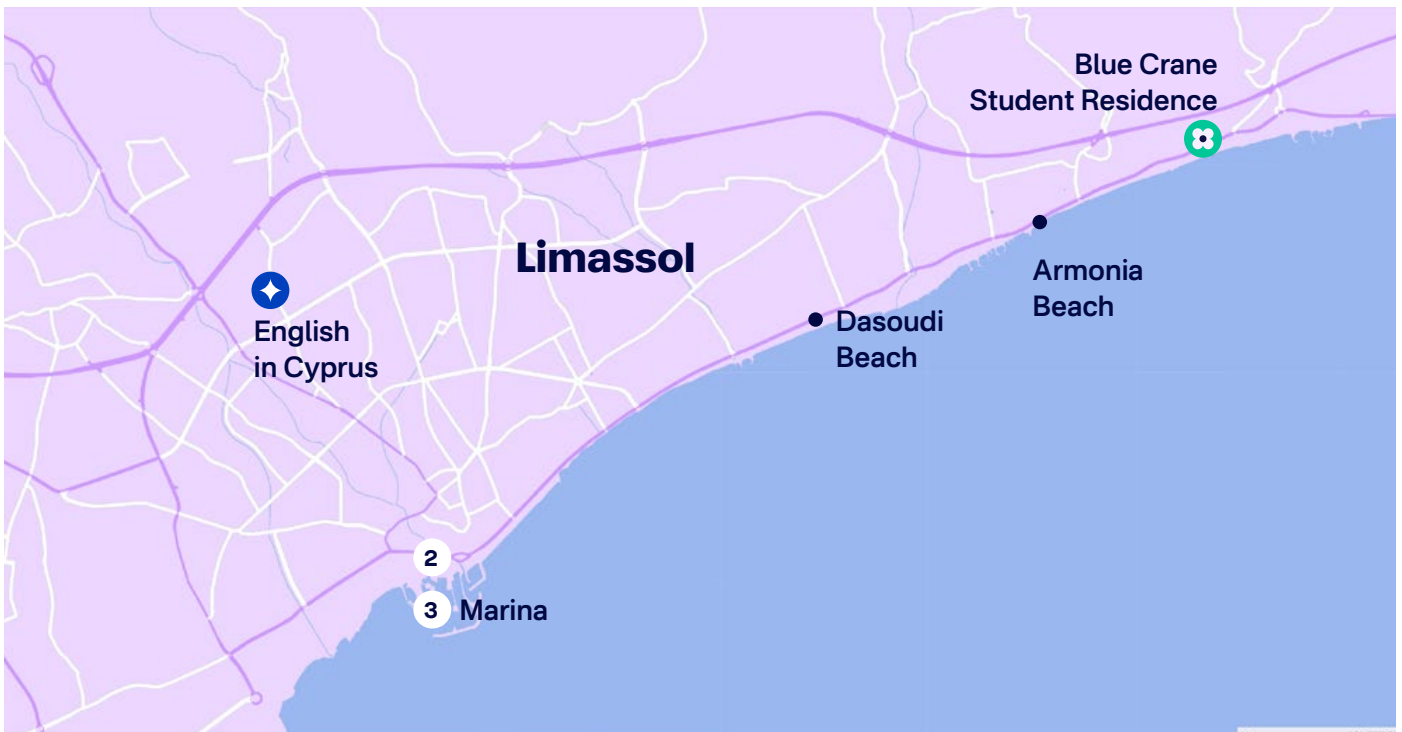 Blue Crane
Student Residence
Limassol
Armonia
Beach
English
in Cyprus
Dasoudi
Beach
2
3 Marina